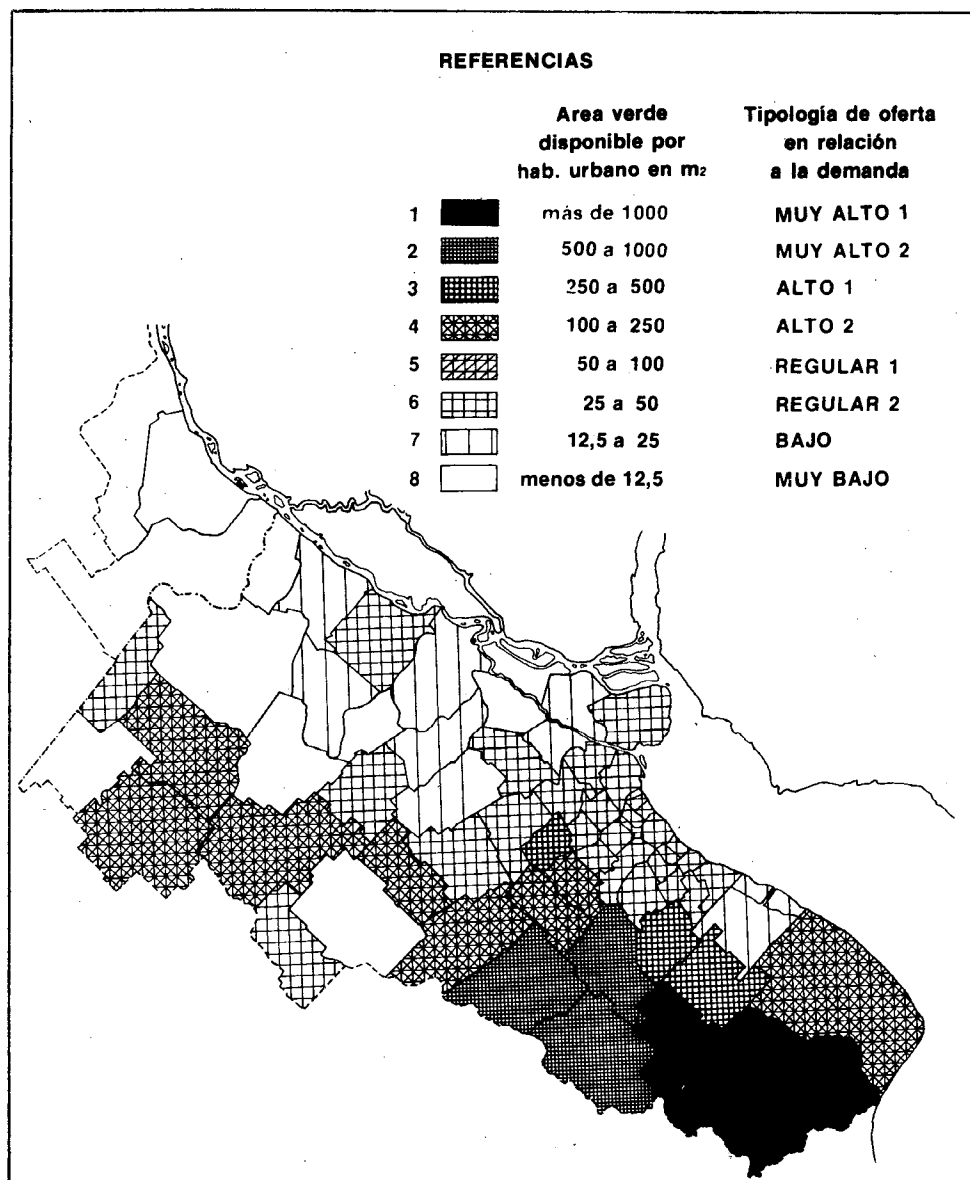 REFERENCIAS
Area verde disponible por hab. urbano en m2
Tipología de oferta en relación a la demanda
1 más de 1000 MUY ALTO 1
2 500 a 1000 MUY ALTO 2
3 250 a 500 ALTO 1
4 100 a 250 ALTO 2
5 50 a 100 REGULAR 1
6 25 a 50 REGULAR 2
7 12,5 a 25 BAJO
8 menos de 12,5 MUY BAJO